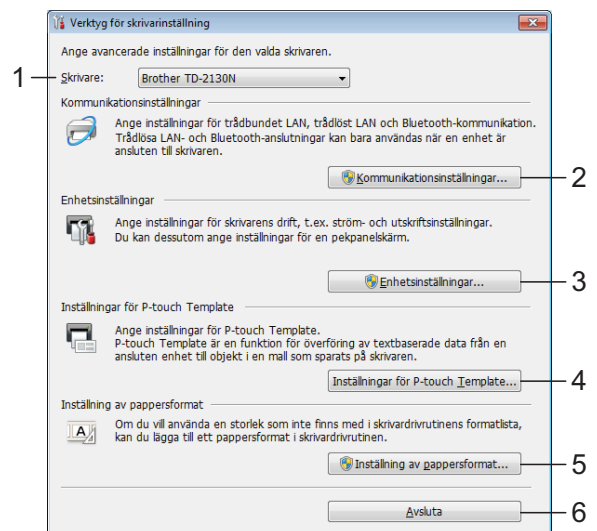 Verktyg för skrivarinställning
Ange avancerade inställningar för den valda skrivaren.
1
Skrivare:
Brother TD-2130N
Kommunikationsinställningar
Ange inställningar för trådbundet LAN, trådlöst LAN och Bluetooth-kommunikation.
Trådlösa LAN- och Bluetooth-anslutningar kan bara användas när en enhet är
ansluten till skrivaren.
Kommunikationsinställningar...
2
Enhetsinställningar
Ange inställningar för skrivarens drift, t.ex. ström- och utskriftsinställningar.
Du kan dessutom ange inställningar för en pekpanelskärm.
Enhetsinställningar...
3
Inställningar för P-touch Template
Ange inställningar för P-touch Template.
P-touch Template är en funktion för överföring av textbaserade data från en
ansluten enhet till objekt i en mall som sparats på skrivaren.
Inställningar för P-touch Template...
4
Inställning av pappersformat
A
Om du vill använda en storlek som inte finns med i skrivardrivrutinens formatlista,
kan du lägga till ett pappersformat i skrivardrivrutinen.
Inställning av pappersformat...
5
Avsluta
6